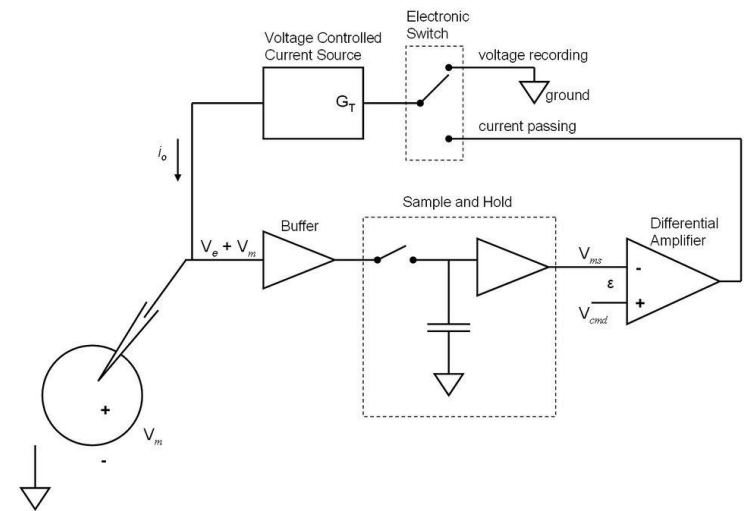 Electronic
Switch
Voltage Controlled
Current Source
voltage recording
G_T
ground
current passing
i_o
Sample and Hold
Buffer
Differential
Amplifier
V_e + V_m
V_ms
-
ε
+
V_cmd
+
V_m
-